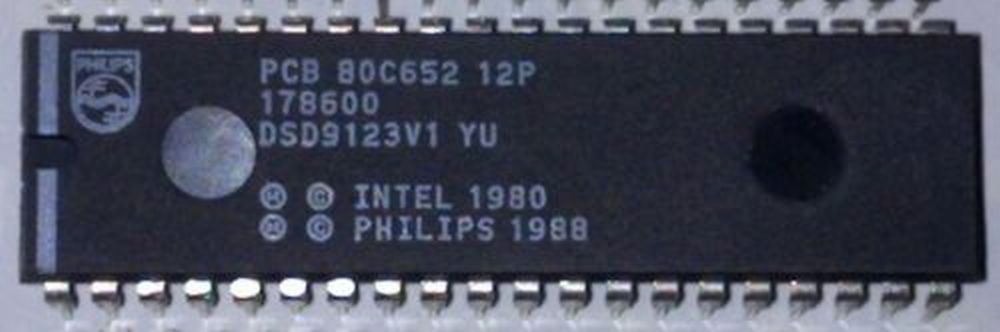 PHILIPS
PCB 80C652 12P
178600
DSD9123V1 YU
Ⓜ © INTEL 1980
Ⓜ © PHILIPS 1988